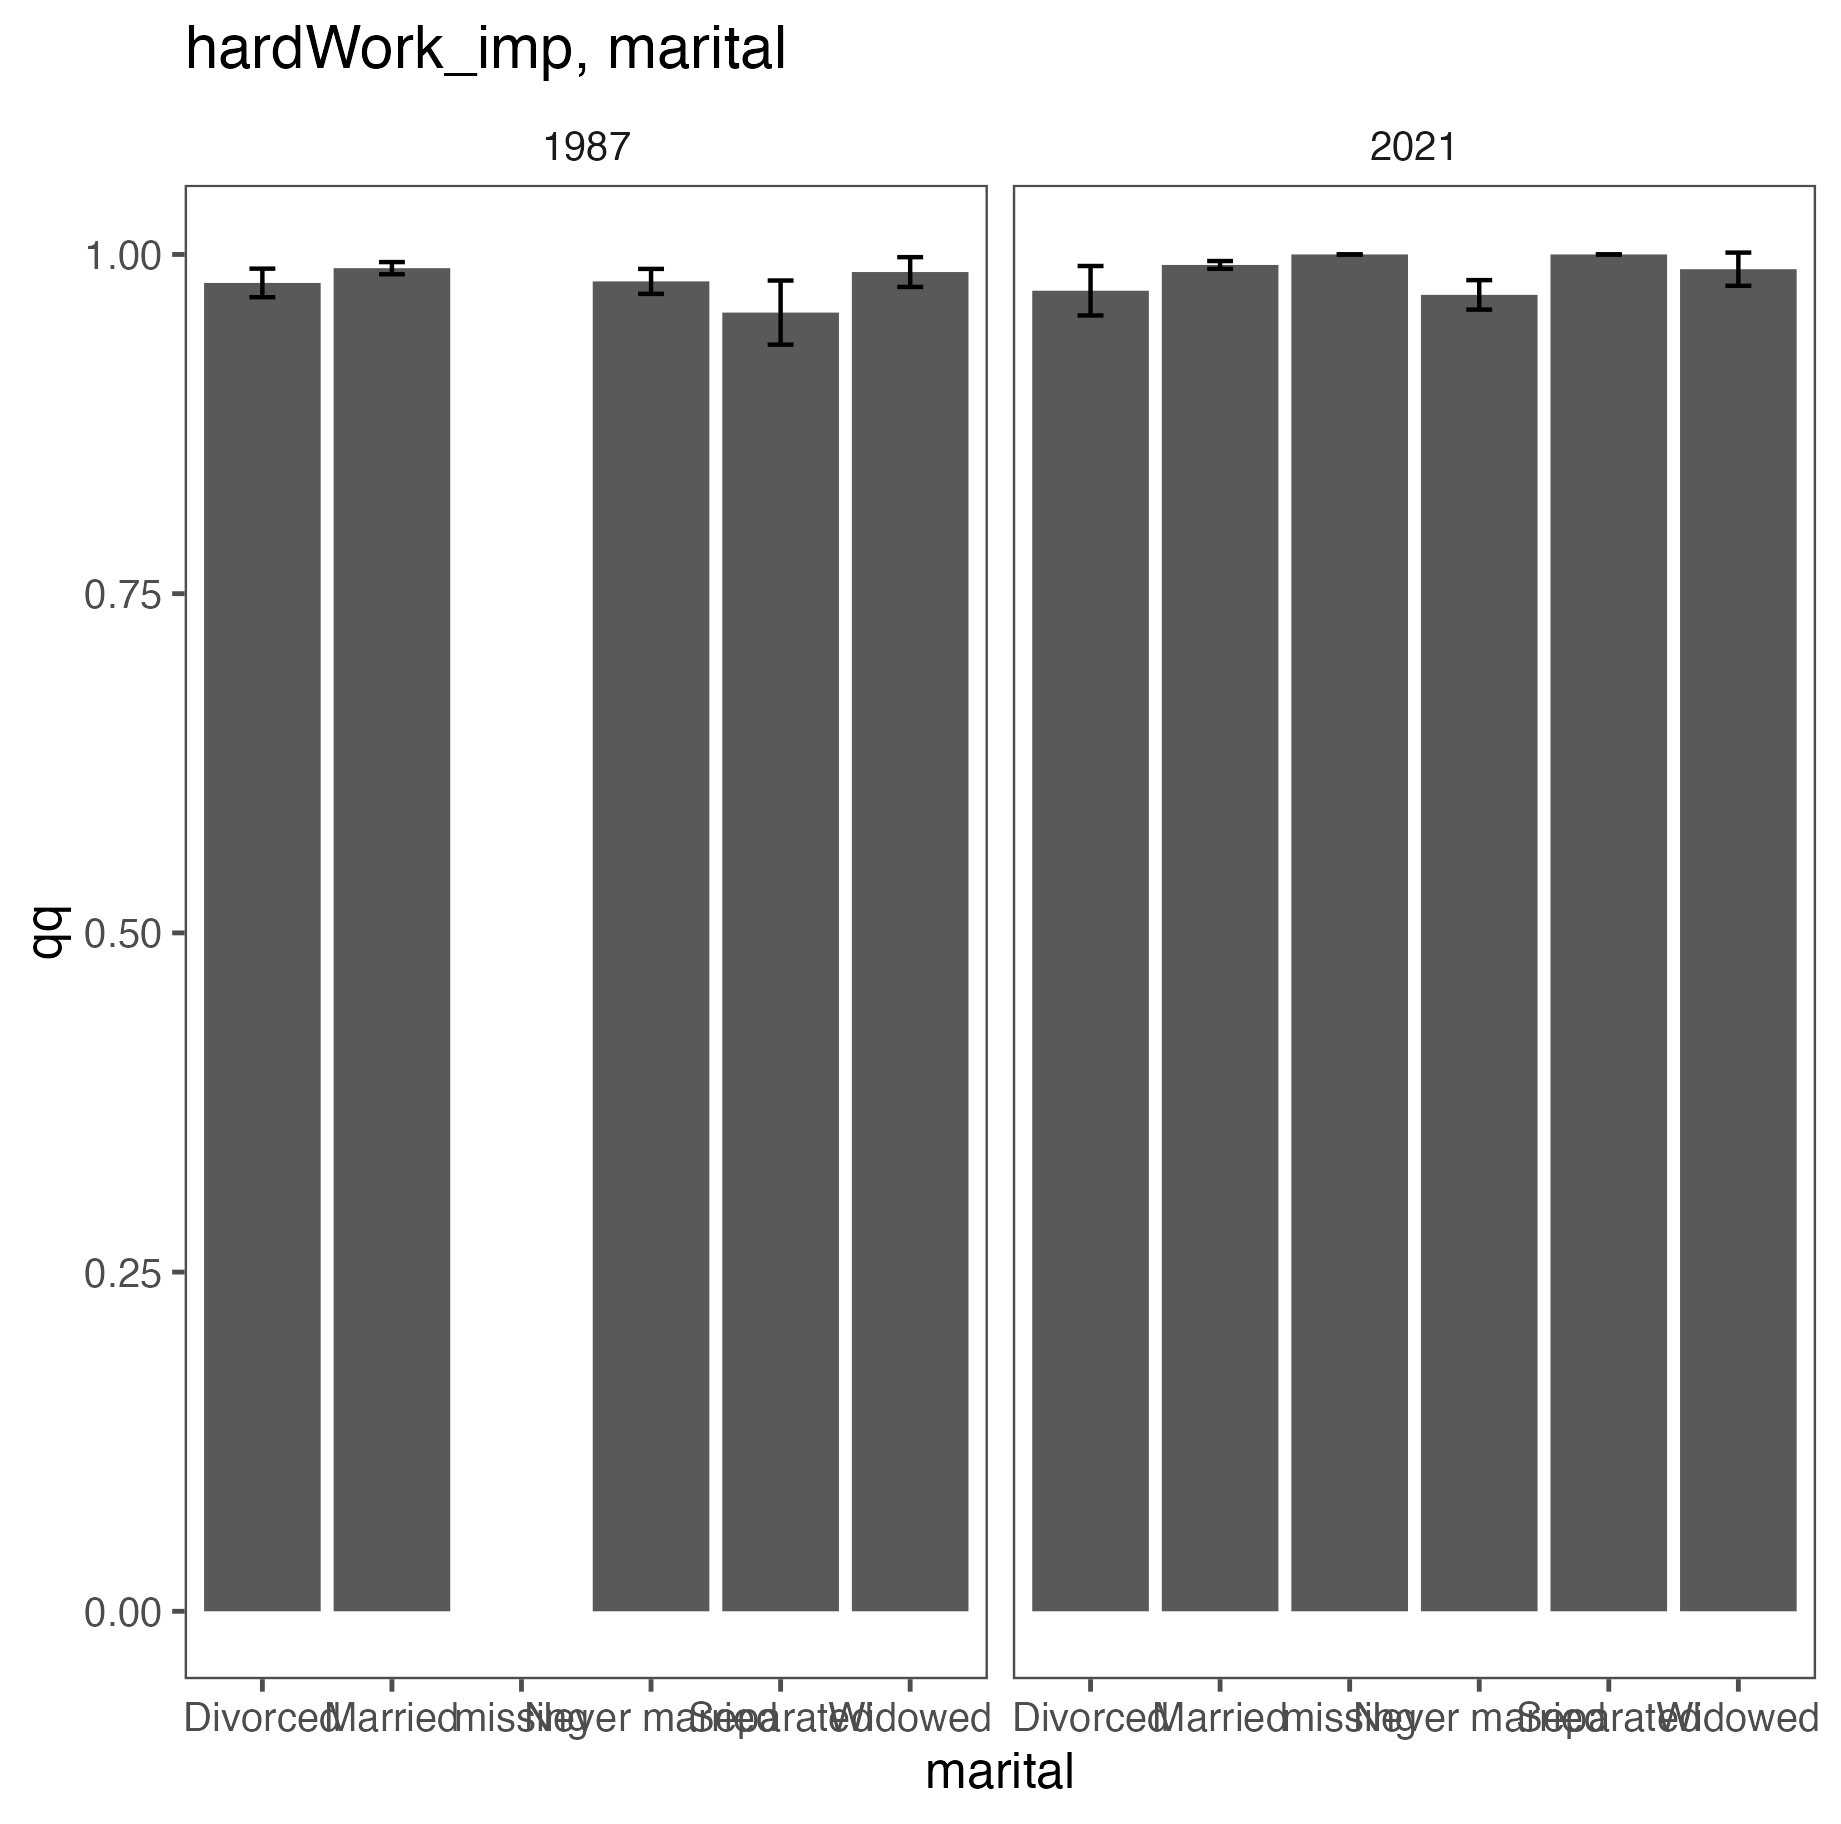 hardWork_imp, marital
1987
2021
1.00
0.75
0.50
0.25
0.00
qq
Divorced Married missing Never married Separated Widowed
Divorced Married missing Never married Separated Widowed
marital